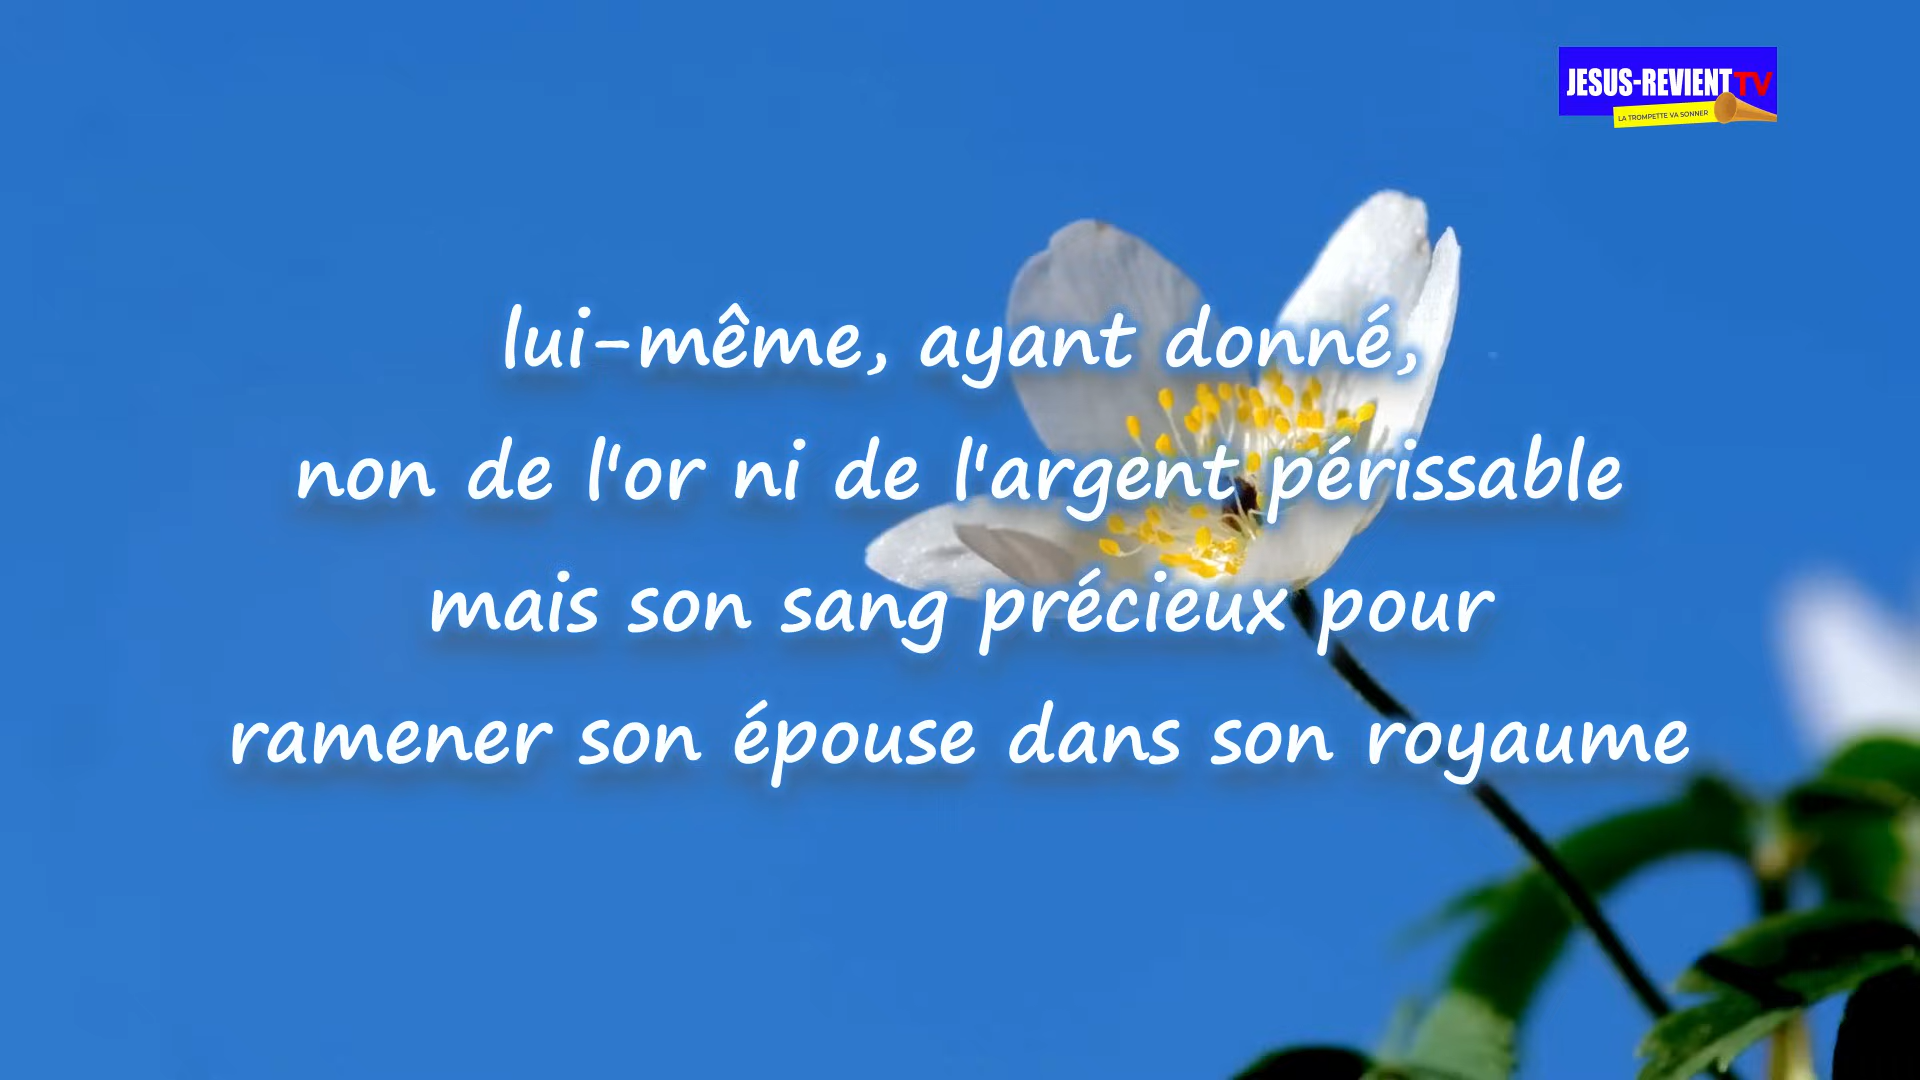 JESUS-REVIENT TV
LA TROMPETTE VA SONNER
lui-même, ayant donné,
non de l'or ni de l'argent périssable
mais son sang précieux pour
ramener son épouse dans son royaume